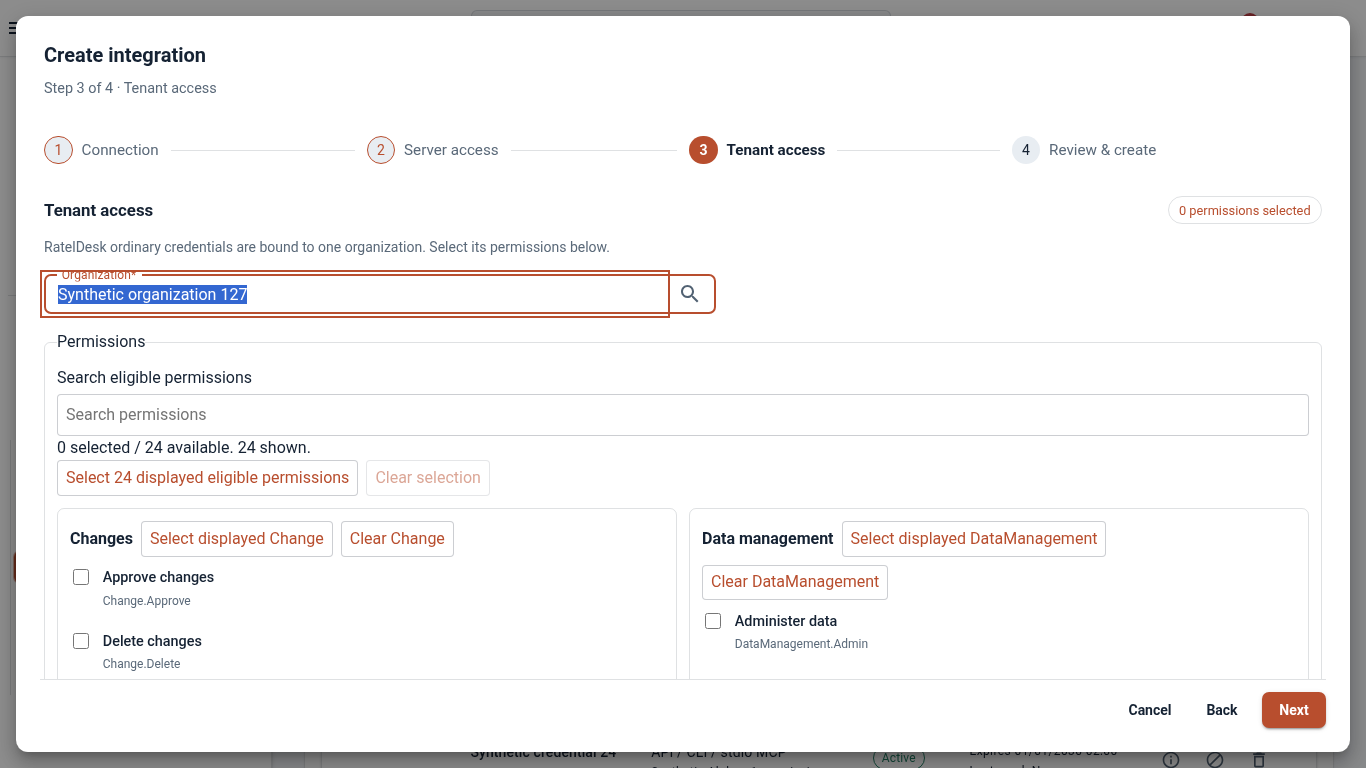 Create integration
Step 3 of 4 · Tenant access
1 Connection 2 Server access 3 Tenant access 4 Review & create
Tenant access 0 permissions selected
RatelDesk ordinary credentials are bound to one organization. Select its permissions below.
Organization*
Synthetic organization 127
Permissions
Search eligible permissions
Search permissions
0 selected / 24 available. 24 shown.
Select 24 displayed eligible permissions Clear selection
Changes Select displayed Change Clear Change
Approve changes
Change.Approve
Delete changes
Change.Delete
Data management Select displayed DataManagement
Clear DataManagement
Administer data
DataManagement.Admin
Cancel Back Next
Synthetic credential 24 API / CLI / stdio MCP Active